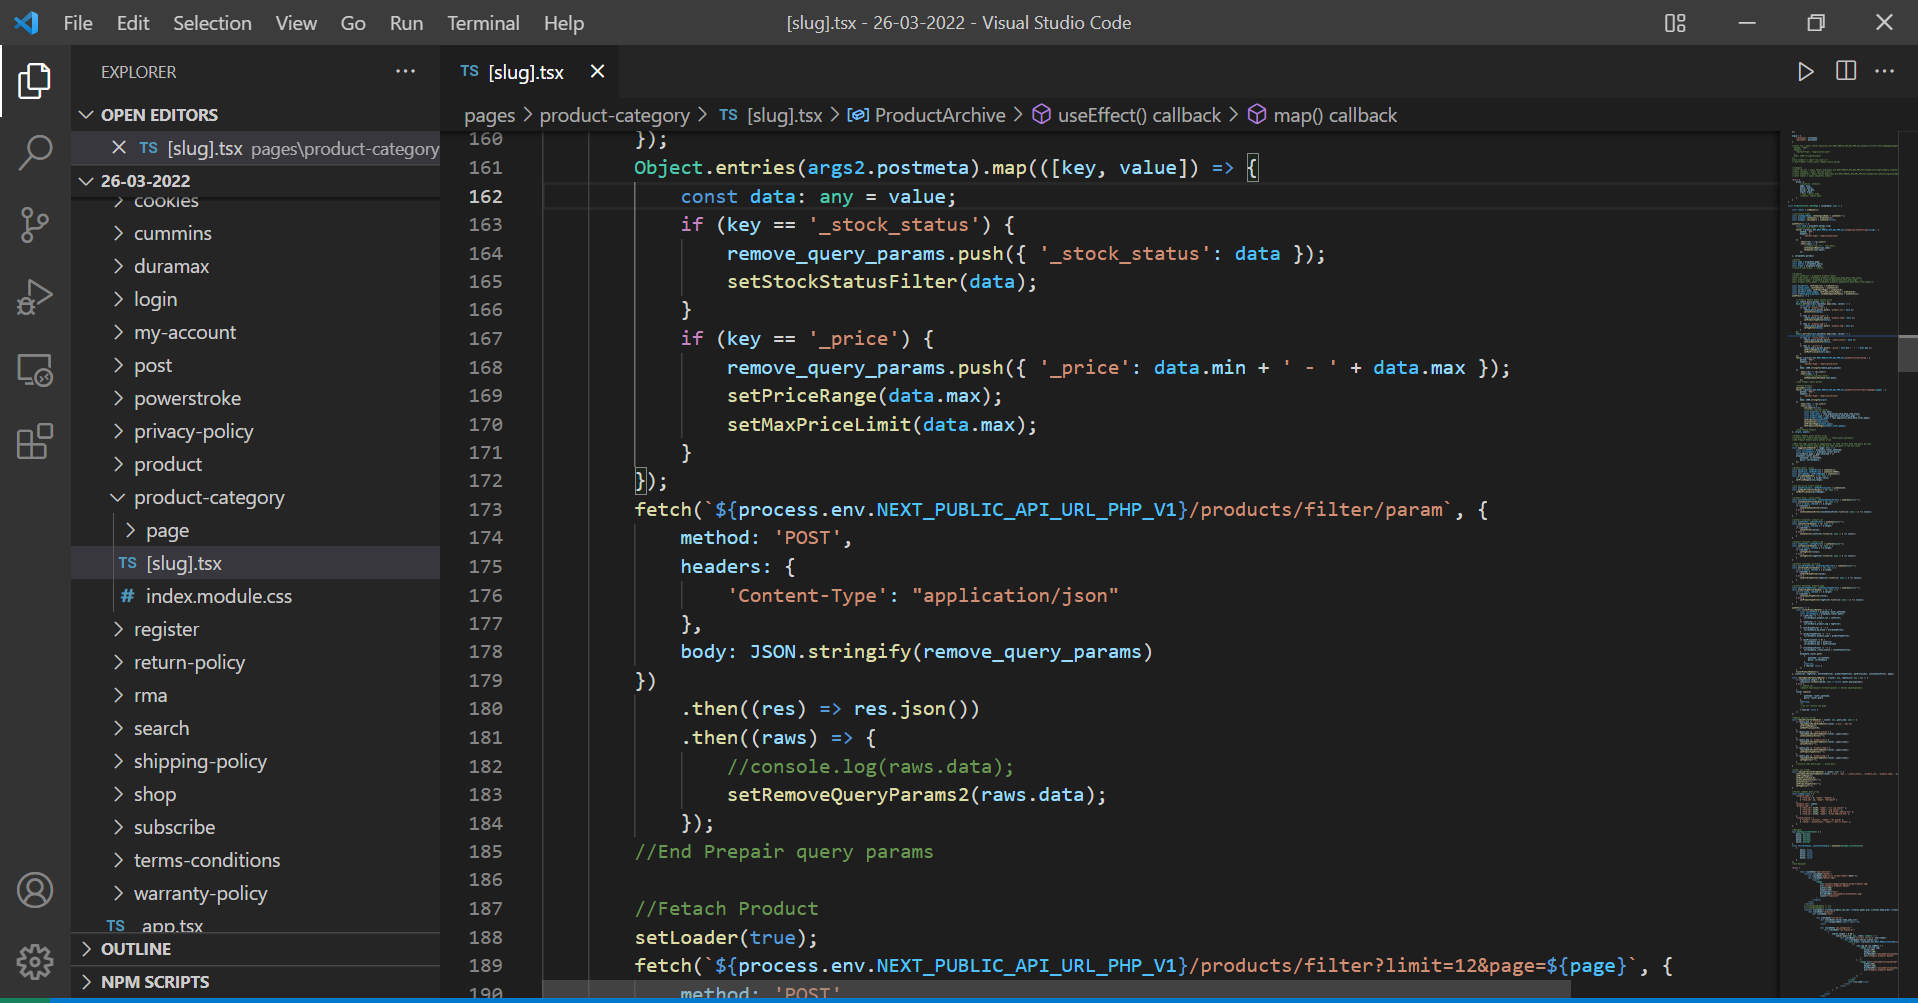 File Edit Selection View Go Run Terminal Help
[slug].tsx - 26-03-2022 - Visual Studio Code
EXPLORER
OPEN EDITORS
TS [slug].tsx pages\product-category
26-03-2022
cookies
cummins
duramax
login
my-account
post
powerstroke
privacy-policy
product
product-category
page
TS [slug].tsx
# index.module.css
register
return-policy
rma
search
shipping-policy
shop
subscribe
terms-conditions
warranty-policy
TS _app.tsx
OUTLINE
NPM SCRIPTS
TS [slug].tsx
pages > product-category > TS [slug].tsx > ProductArchive > useEffect() callback > map() callback
160 });
161 Object.entries(args2.postmeta).map(([key, value]) => {
162 const data: any = value;
163 if (key == '_stock_status') {
164 remove_query_params.push({ '_stock_status': data });
165 setStockStatusFilter(data);
166 }
167 if (key == '_price') {
168 remove_query_params.push({ '_price': data.min + ' - ' + data.max });
169 setPriceRange(data.max);
170 setMaxPriceLimit(data.max);
171 }
172 });
173 fetch(`${process.env.NEXT_PUBLIC_API_URL_PHP_V1}/products/filter/param`, {
174 method: 'POST',
175 headers: {
176 'Content-Type': "application/json"
177 },
178 body: JSON.stringify(remove_query_params)
179 })
180 .then((res) => res.json())
181 .then((raws) => {
182 //console.log(raws.data);
183 setRemoveQueryParams2(raws.data);
184 });
185 //End Prepair query params
186
187 //Fetach Product
188 setLoader(true);
189 fetch(`${process.env.NEXT_PUBLIC_API_URL_PHP_V1}/products/filter?limit=12&page=${page}`, {
190 method: 'POST'